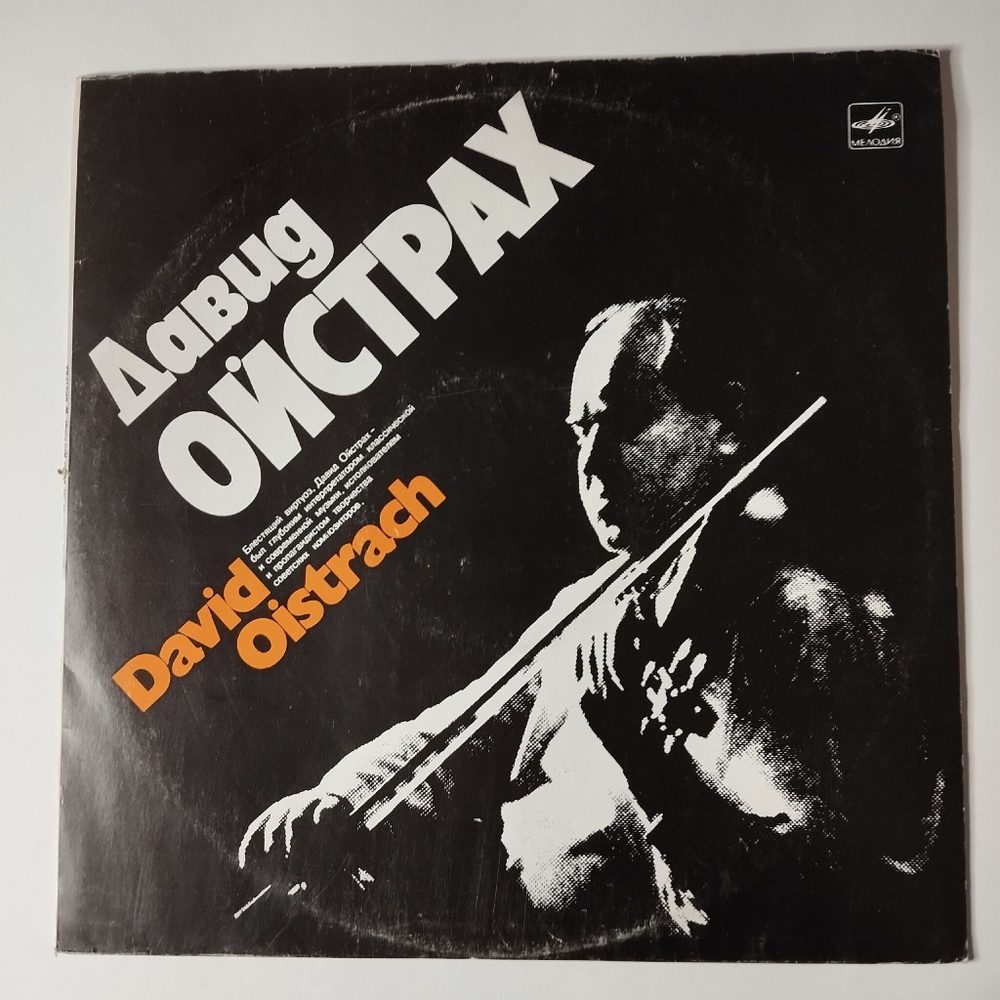 Давид
ОЙСТРАХ
Блестящий виртуоз, Давид Ойстрах -
был глубоким интерпретатором классической
и современной музыки, истолкователем
и пропагандистом творчества
советских композиторов.
David
Oistrach
МЕЛОДИЯ